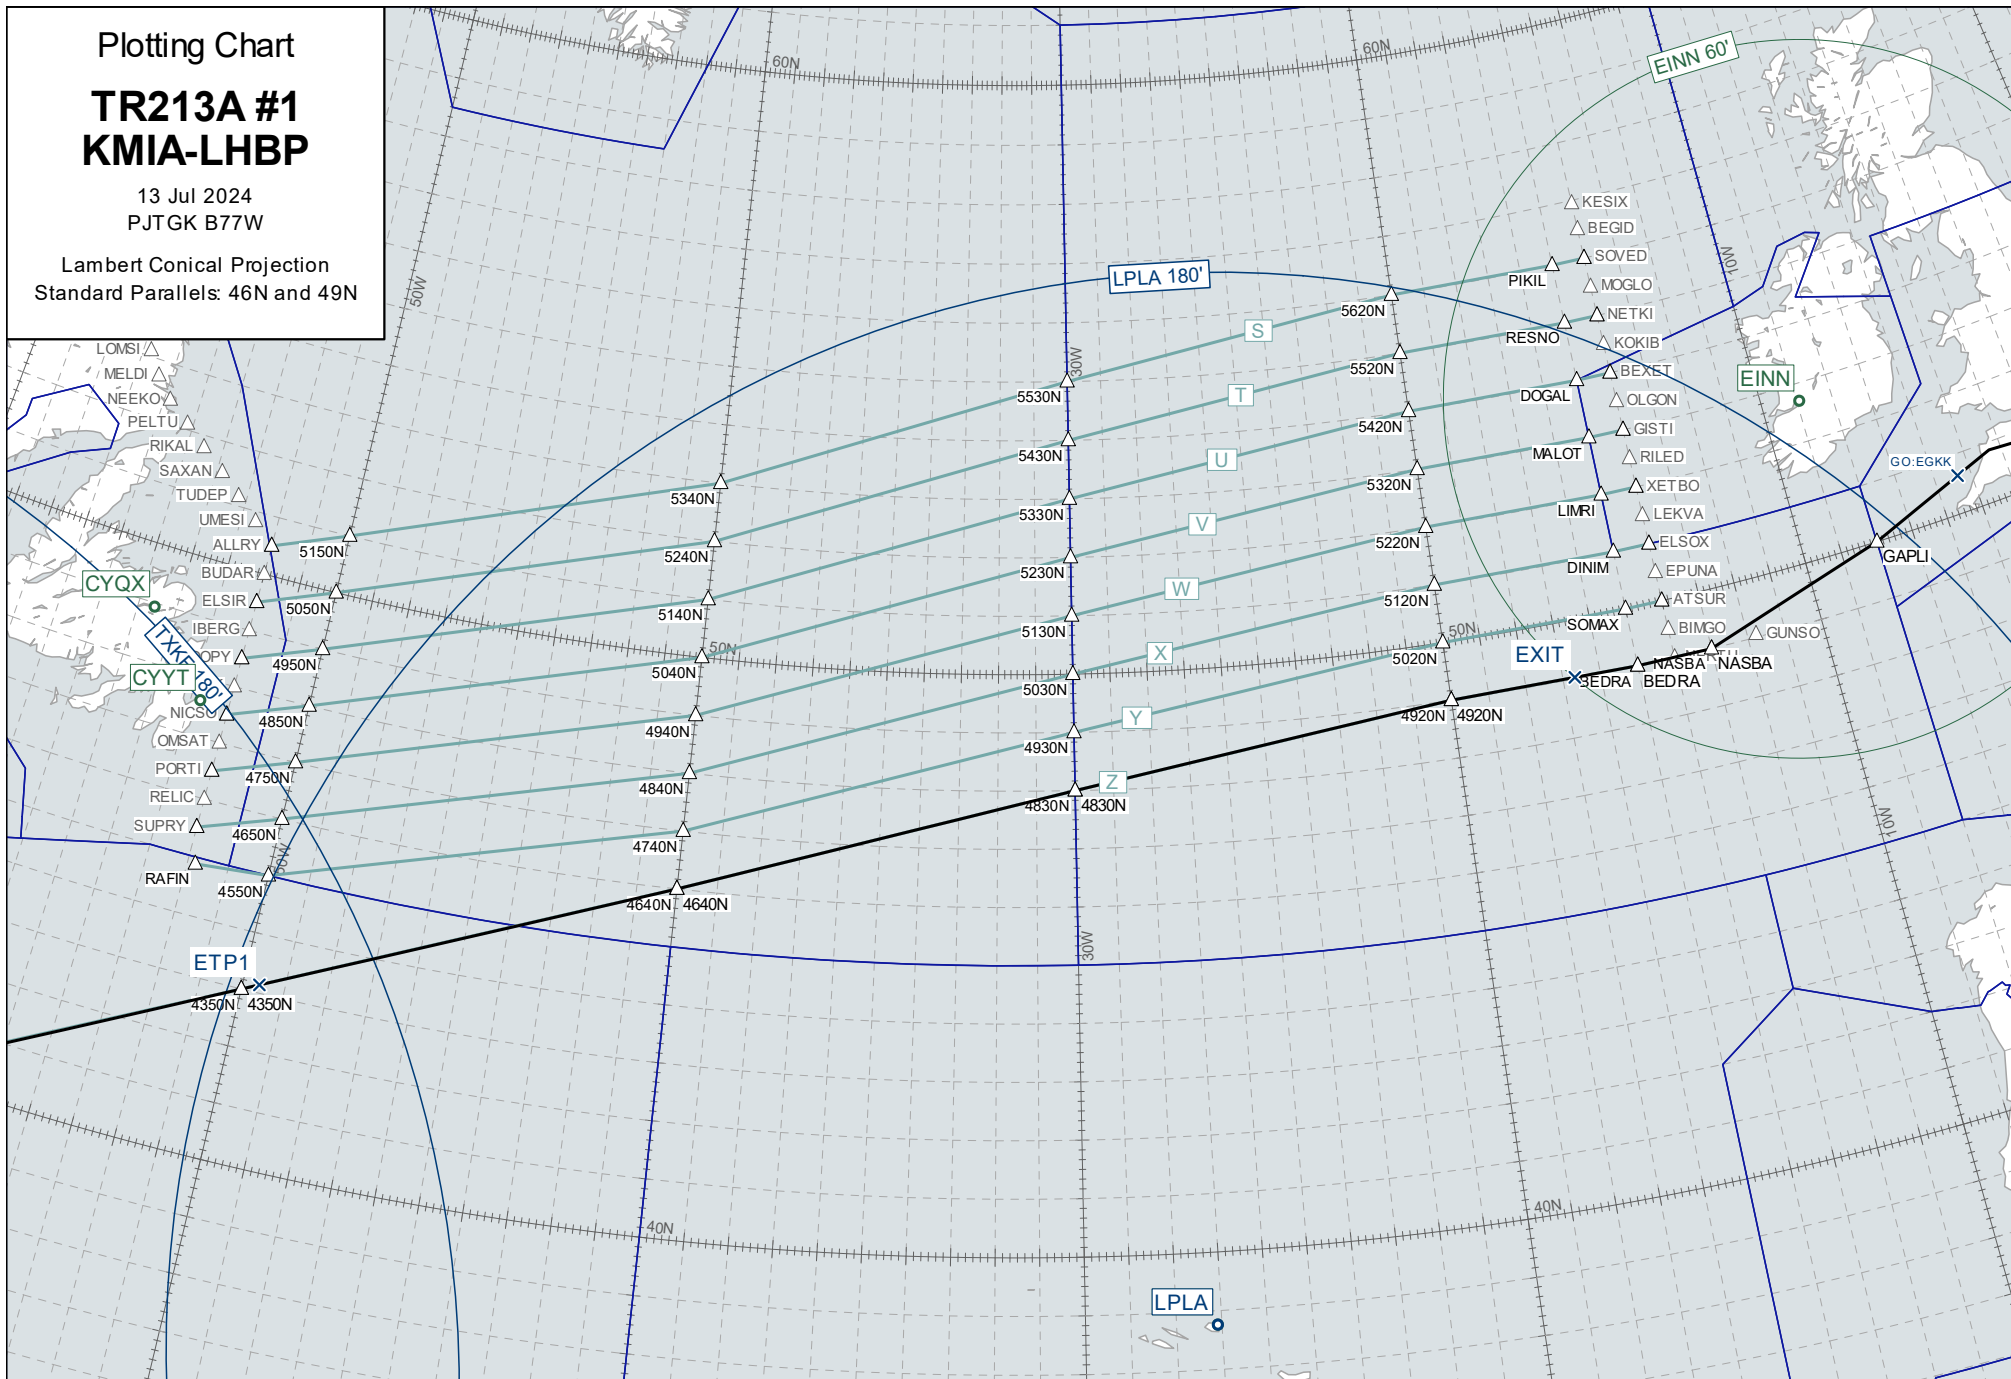 Plotting Chart
TR213A #1
KMIA-LHBP
13 Jul 2024
PJTGK B77W
Lambert Conical Projection
Standard Parallels: 46N and 49N
60N
60N
EINN 60'
50W
10W
LPLA 180'
KESIX
BEGID
SOVED
PIKIL
MOGLO
NETKI
RESNO
KOKIB
BEXET
DOGAL
OLGON
GISTI
MALOT
RILED
XETBO
LIMRI
LEKVA
ELSOX
DINIM
EPUNA
ATSUR
SOMAX
BIMGO
GUNSO
NASBA
NASBA
BEDRA
BEDRA
EXIT
GAPLI
GO:EGKK
EINN
LOMSI
MELDI
NEEKO
PELTU
RIKAL
SAXAN
TUDEP
UMESI
ALLRY
BUDAR
ELSIR
IBERG
OPY
NICSO
OMSAT
PORTI
RELIC
SUPRY
RAFIN
CYQX
TXKF 180'
CYYT
5150N
5050N
4950N
4850N
4750N
4650N
4550N
50W
ETP1
4350N
4350N
5340N
5240N
5140N
50N
5040N
4940N
4840N
4740N
4640N
4640N
30W
5530N
5430N
5330N
5230N
5130N
5030N
4930N
4830N
4830N
30W
S
T
U
V
W
X
Y
Z
5620N
5520N
5420N
5320N
5220N
5120N
50N
5020N
4920N
4920N
10W
40N
40N
LPLA